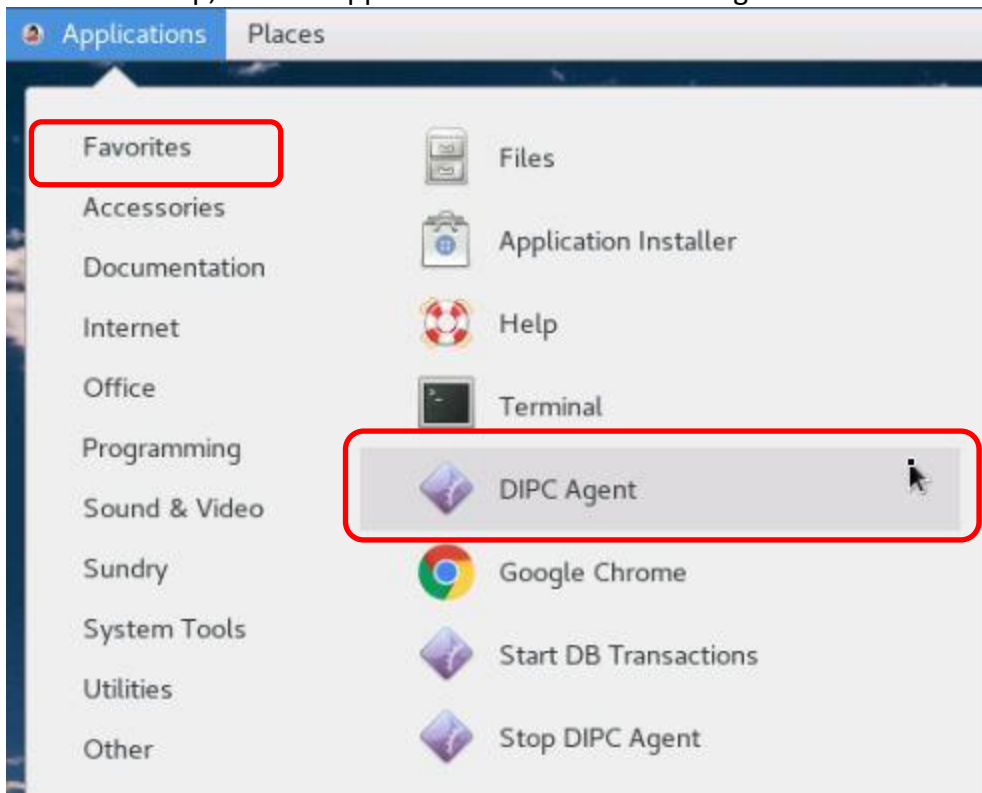 Applications Places
Favorites
Accessories
Documentation
Internet
Office
Programming
Sound & Video
Sundry
System Tools
Utilities
Other
Files
Application Installer
Help
Terminal
DIPC Agent
Google Chrome
Start DB Transactions
Stop DIPC Agent